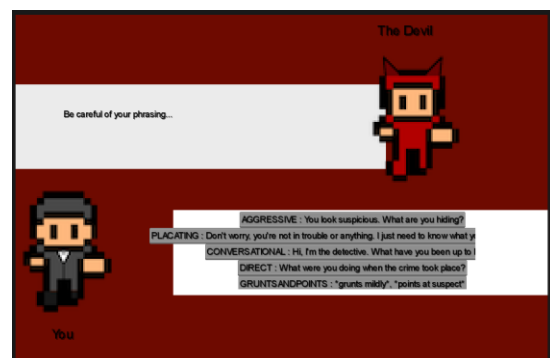 The Devil
Be careful of your phrasing...
AGGRESSIVE : You look suspicious. What are you hiding?
PLACATING : Don't worry, you're not in trouble or anything. I just need to know what
CONVERSATIONAL : Hi, I'm the detective. What have you been up to
DIRECT : What were you doing when the crime took place?
GRUNTSANDPOINTS : *grunts mildly*, *points at suspect*
You